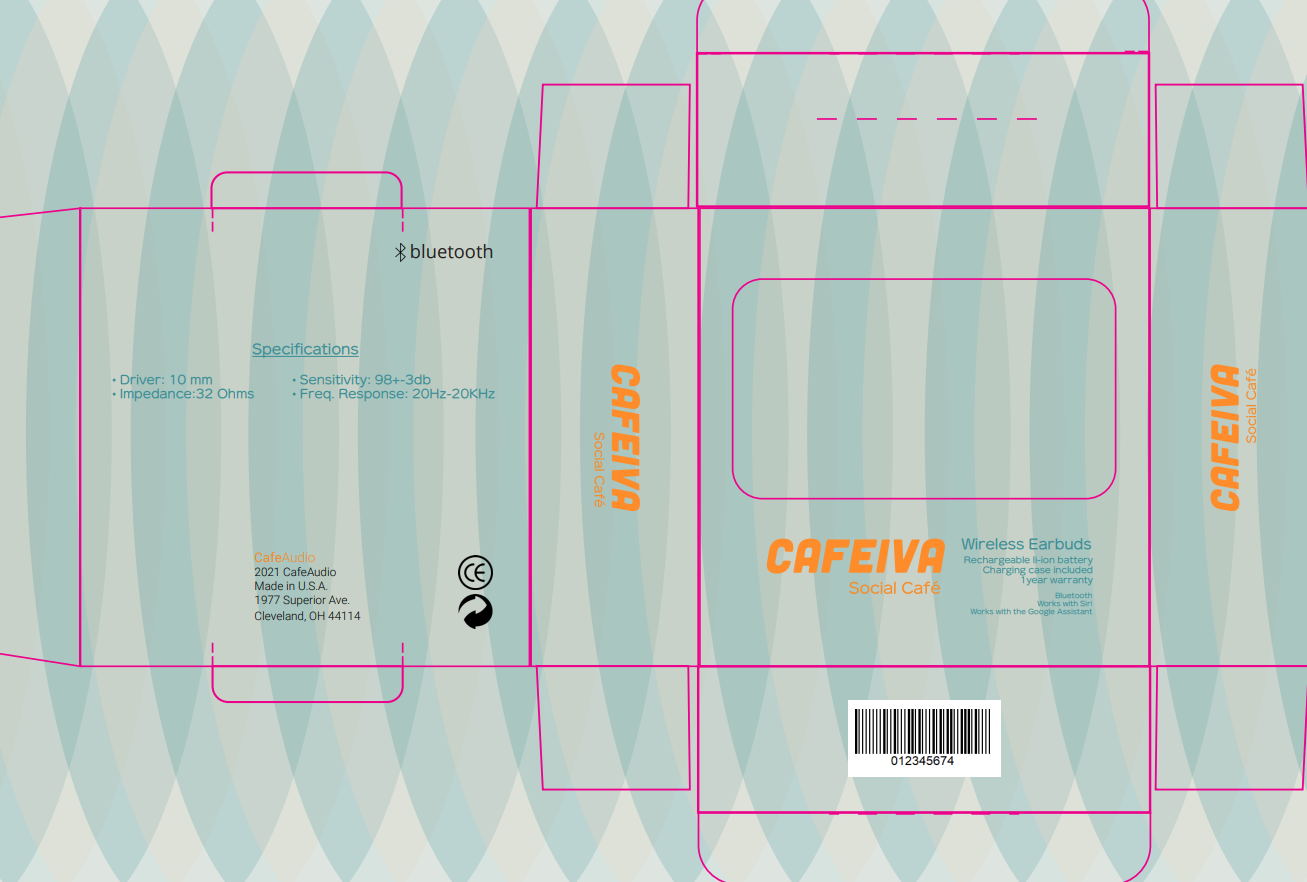 bluetooth
Specifications
• Driver: 10 mm
• Impedance:32 Ohms
• Sensitivity: 98+-3db
• Freq. Response: 20Hz-20KHz
CafeAudio
2021 CafeAudio
Made in U.S.A.
1977 Superior Ave.
Cleveland, OH 44114
CE
CAFEIVA
Social Café
CAFEIVA
Social Café
Wireless Earbuds
Rechargeable li-ion battery
Charging case included
1year warranty
Bluetooth
Works with Siri
Works with the Google Assistant
012345674
CAFEIVA
Social Café